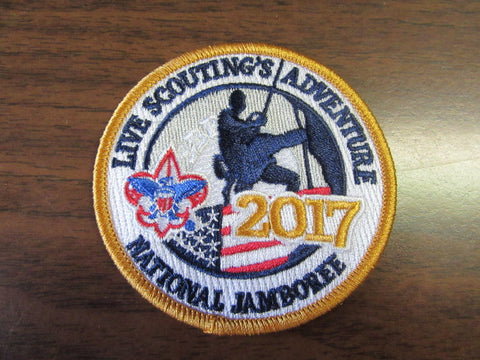 LIVE SCOUTING'S ADVENTURE
2017
NATIONAL JAMBOREE